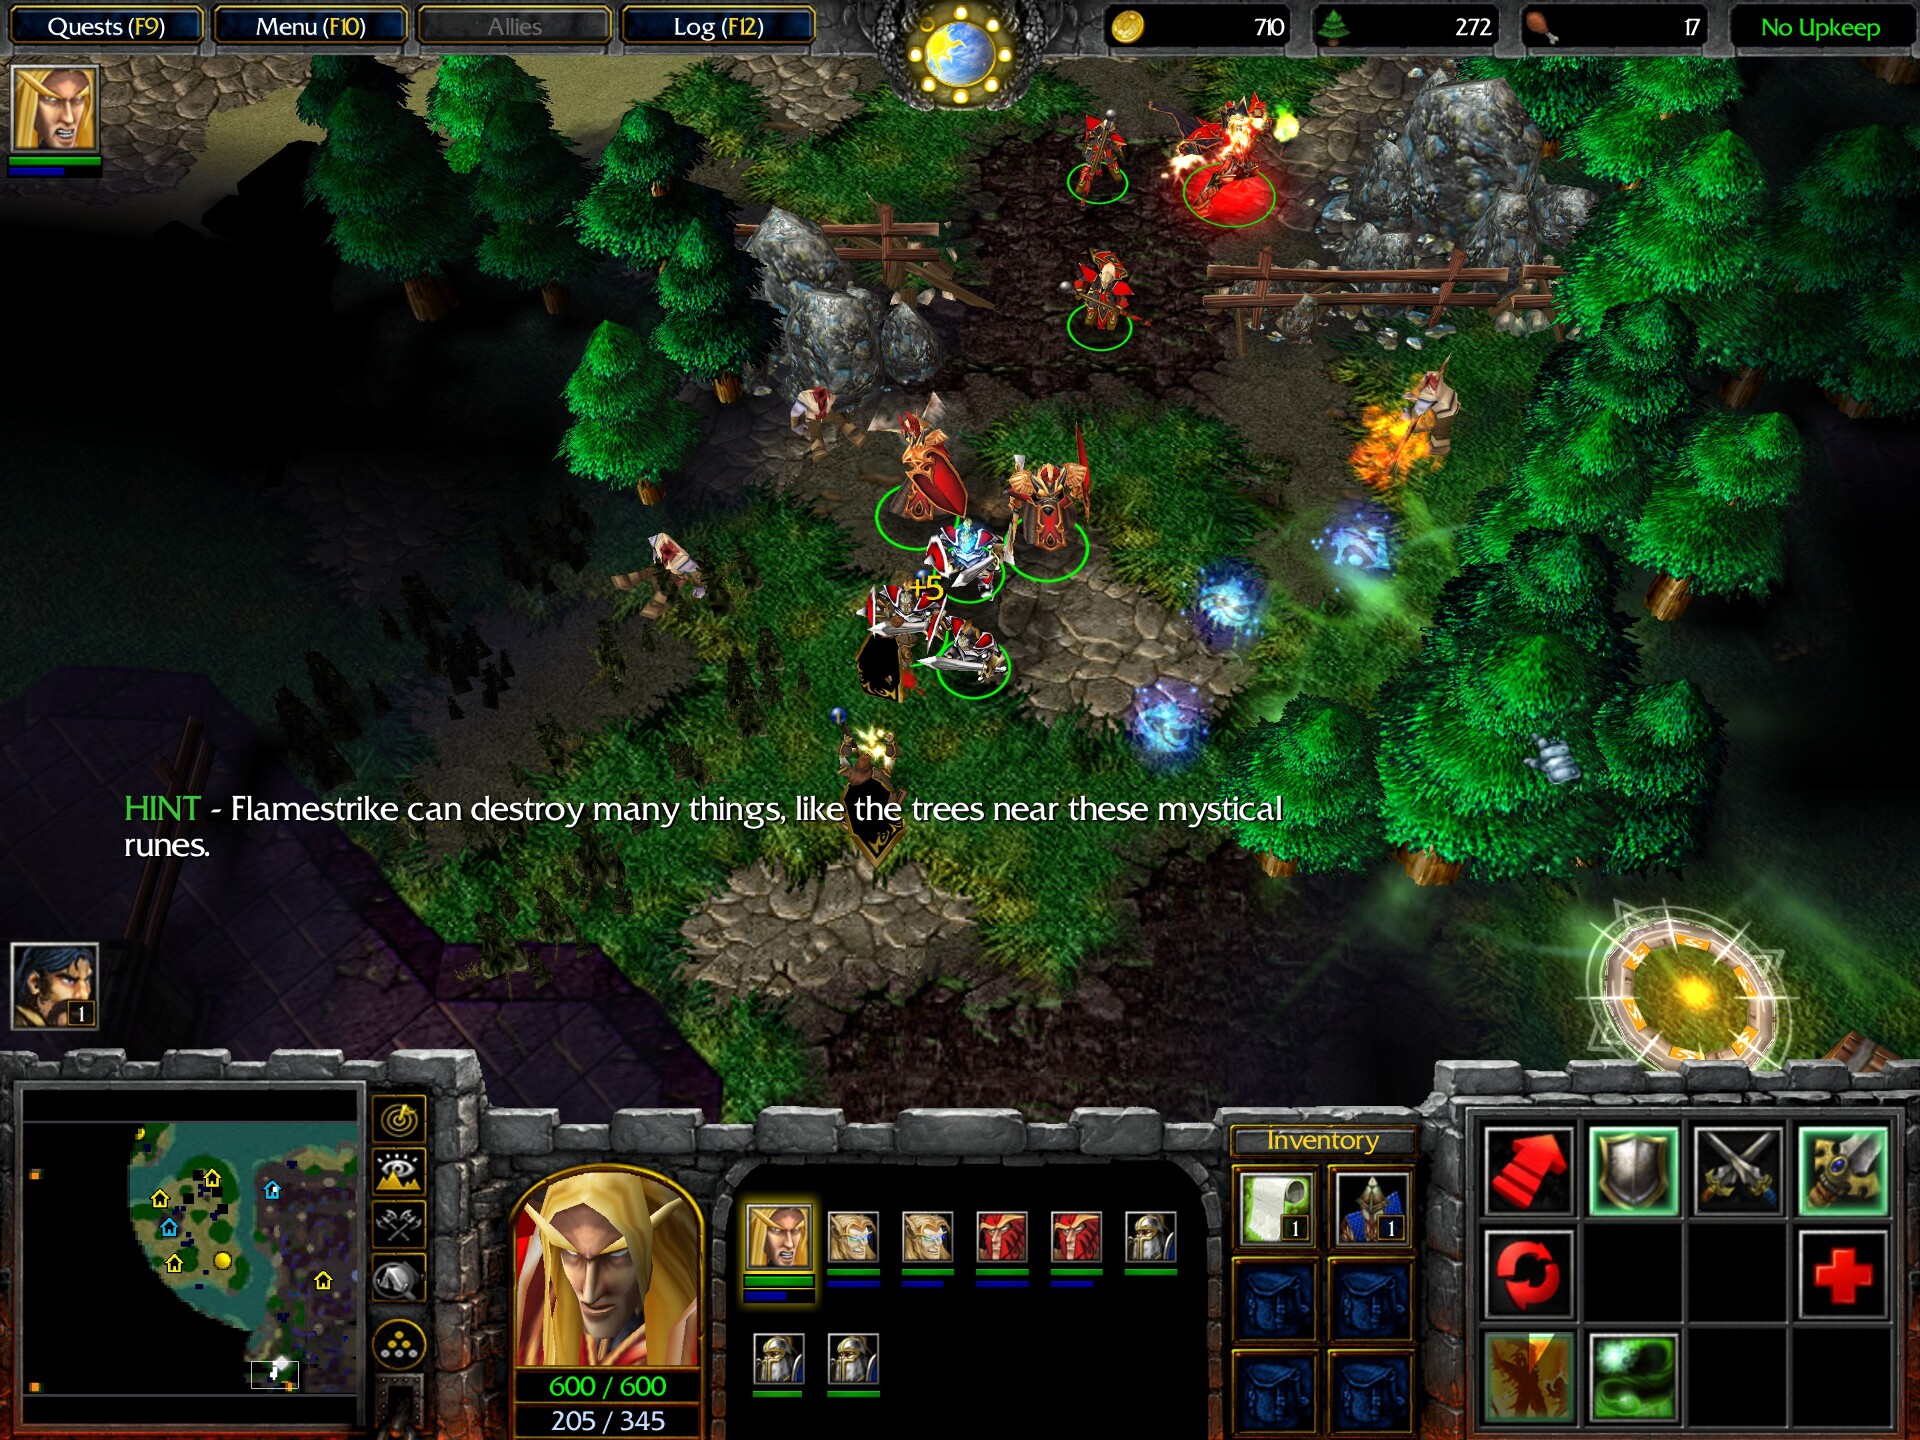 Quests (F9) Menu (F10) Allies Log (F12) 710 272 17 No Upkeep
+5
HINT - Flamestrike can destroy many things, like the trees near these mystical
runes.
1
Inventory
1 1
600 / 600
205 / 345